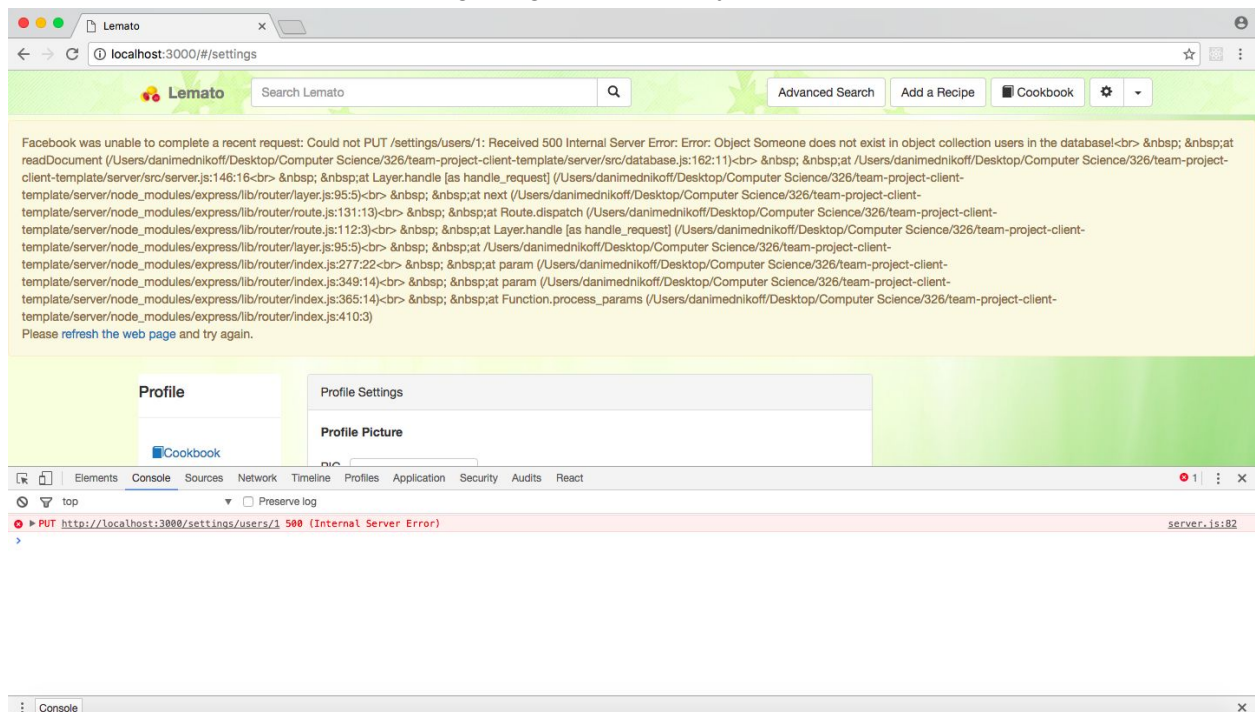 Lemato
localhost:3000/#/settings
Lemato
Search Lemato
Advanced Search
Add a Recipe
Cookbook
Facebook was unable to complete a recent request: Could not PUT /settings/users/1: Received 500 Internal Server Error: Error: Object Someone does not exist in object collection users in the database!<br> &nbsp; &nbsp;at
readDocument (/Users/danimednikoff/Desktop/Computer Science/326/team-project-client-template/server/src/database.js:162:11)<br> &nbsp; &nbsp;at /Users/danimednikoff/Desktop/Computer Science/326/team-project-
client-template/server/src/server.js:146:16<br> &nbsp; &nbsp;at Layer.handle [as handle_request] (/Users/danimednikoff/Desktop/Computer Science/326/team-project-client-
template/server/node_modules/express/lib/router/layer.js:95:5)<br> &nbsp; &nbsp;at next (/Users/danimednikoff/Desktop/Computer Science/326/team-project-client-
template/server/node_modules/express/lib/router/route.js:131:13)<br> &nbsp; &nbsp;at Route.dispatch (/Users/danimednikoff/Desktop/Computer Science/326/team-project-client-
template/server/node_modules/express/lib/router/route.js:112:3)<br> &nbsp; &nbsp;at Layer.handle [as handle_request] (/Users/danimednikoff/Desktop/Computer Science/326/team-project-client-
template/server/node_modules/express/lib/router/layer.js:95:5)<br> &nbsp; &nbsp;at /Users/danimednikoff/Desktop/Computer Science/326/team-project-client-
template/server/node_modules/express/lib/router/index.js:277:22<br> &nbsp; &nbsp;at param (/Users/danimednikoff/Desktop/Computer Science/326/team-project-client-
template/server/node_modules/express/lib/router/index.js:349:14)<br> &nbsp; &nbsp;at param (/Users/danimednikoff/Desktop/Computer Science/326/team-project-client-
template/server/node_modules/express/lib/router/index.js:365:14)<br> &nbsp; &nbsp;at Function.process_params (/Users/danimednikoff/Desktop/Computer Science/326/team-project-client-
template/server/node_modules/express/lib/router/index.js:410:3)
Please refresh the web page and try again.
Profile
Cookbook
Profile Settings
Profile Picture
Elements Console Sources Network Timeline Profiles Application Security Audits React
1
top
Preserve log
PUT http://localhost:3000/settings/users/1 500 (Internal Server Error)
server.js:82
Console